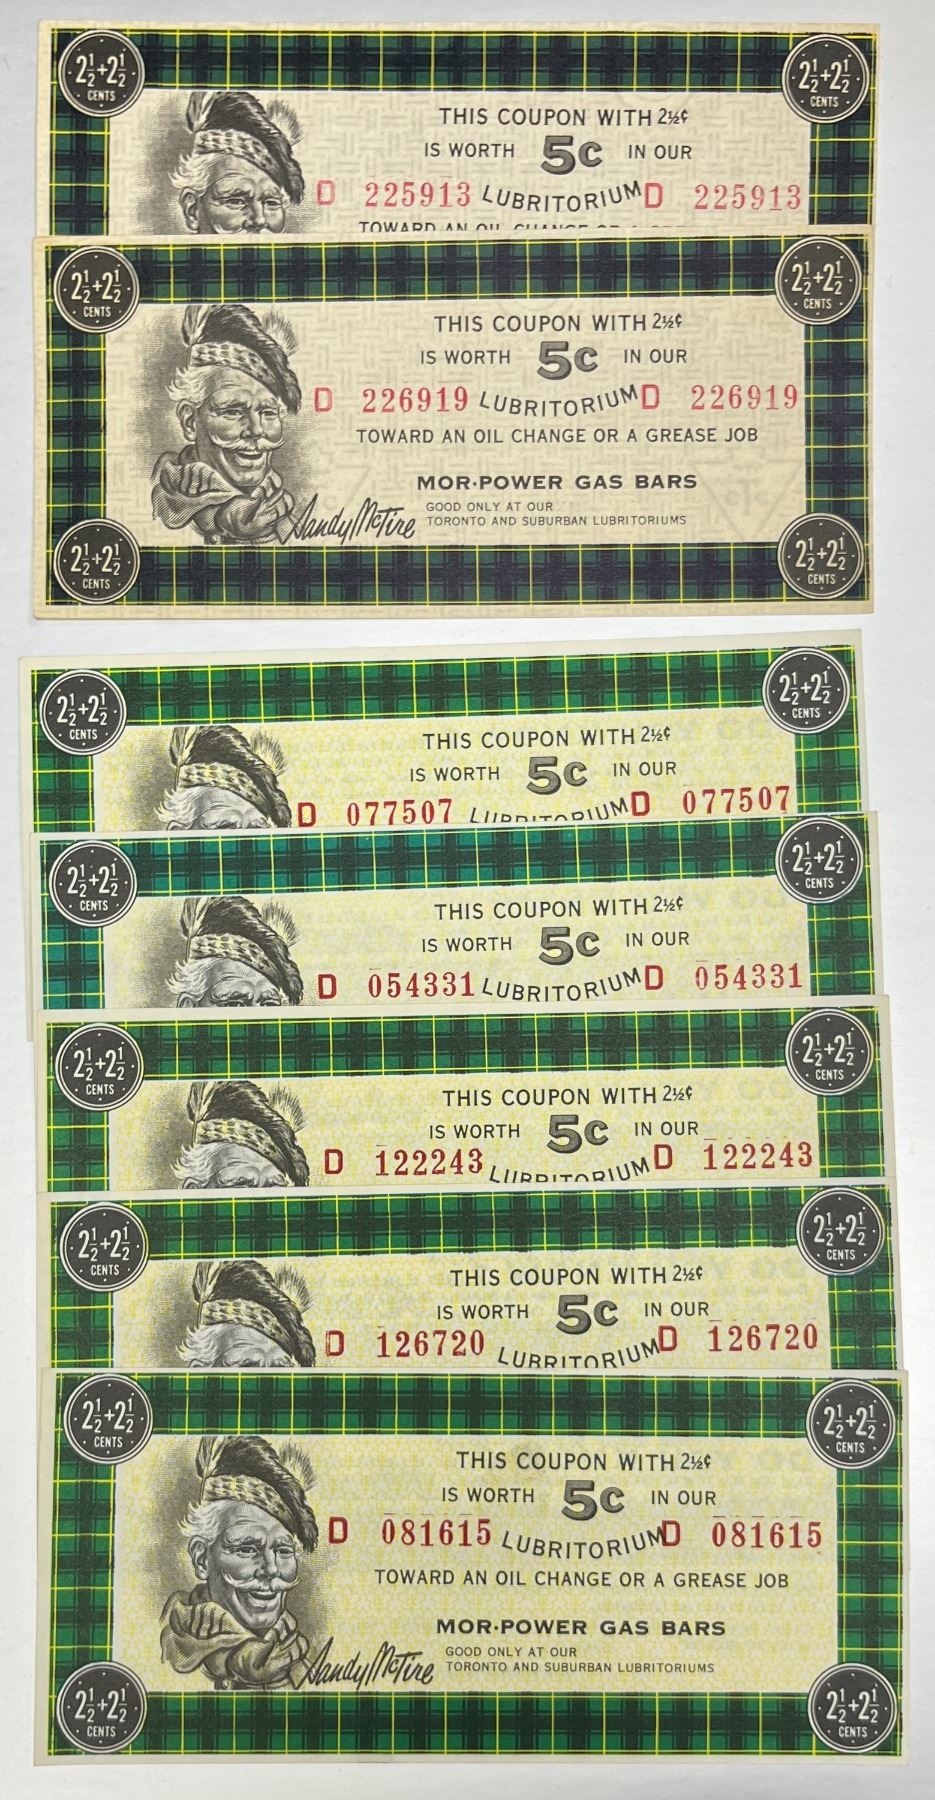 2½+2½ CENTS 2½+2½ CENTS
THIS COUPON WITH 2½¢
IS WORTH 5c IN OUR
D 225913 LUBRITORIUM D 225913
TOWARD AN OIL CHANGE OR A
2½+2½ CENTS 2½+2½ CENTS
THIS COUPON WITH 2½¢
IS WORTH 5c IN OUR
D 226919 LUBRITORIUM D 226919
TOWARD AN OIL CHANGE OR A GREASE JOB
MOR·POWER GAS BARS
GOOD ONLY AT OUR
Sandy McTire TORONTO AND SUBURBAN LUBRITORIUMS
2½+2½ CENTS 2½+2½ CENTS
2½+2½ CENTS 2½+2½ CENTS
THIS COUPON WITH 2½¢
IS WORTH 5c IN OUR
D 077507 LUBRITORIUM D 077507
2½+2½ CENTS 2½+2½ CENTS
THIS COUPON WITH 2½¢
IS WORTH 5c IN OUR
D 054331 LUBRITORIUM D 054331
2½+2½ CENTS 2½+2½ CENTS
THIS COUPON WITH 2½¢
IS WORTH 5c IN OUR
D 122243 LUBRITORIUM D 122243
2½+2½ CENTS 2½+2½ CENTS
THIS COUPON WITH 2½¢
IS WORTH 5c IN OUR
D 126720 LUBRITORIUM D 126720
2½+2½ CENTS 2½+2½ CENTS
THIS COUPON WITH 2½¢
IS WORTH 5c IN OUR
D 081615 LUBRITORIUM D 081615
TOWARD AN OIL CHANGE OR A GREASE JOB
MOR·POWER GAS BARS
GOOD ONLY AT OUR
Sandy McTire TORONTO AND SUBURBAN LUBRITORIUMS
2½+2½ CENTS 2½+2½ CENTS